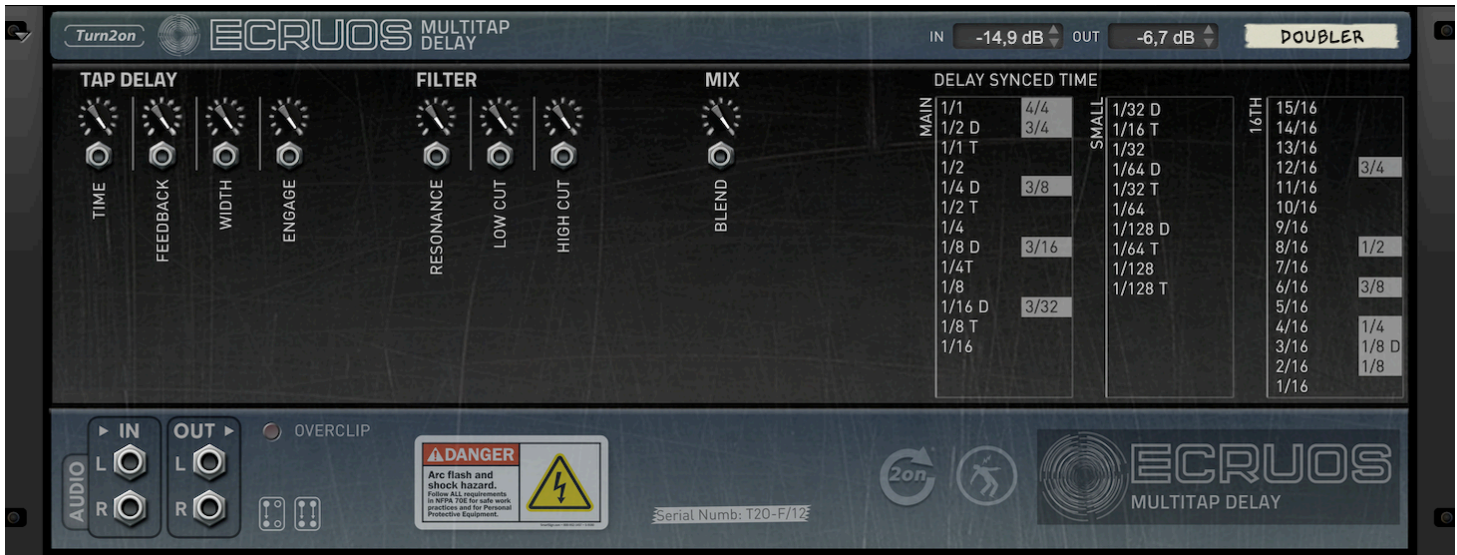 Turn2on
ECRUOS
MULTITAP
DELAY
IN
-14,9 dB
OUT
-6,7 dB
DOUBLER
TAP DELAY
TIME
FEEDBACK
WIDTH
ENGAGE
FILTER
RESONANCE
LOW CUT
HIGH CUT
MIX
BLEND
DELAY SYNCED TIME
MAIN
1/1 4/4
1/2 D 3/4
1/1 T
1/2
1/4 D 3/8
1/2 T
1/4
1/8 D 3/16
1/4T
1/8
1/16 D 3/32
1/8 T
1/16
SMALL
1/32 D
1/16 T
1/32
1/64 D
1/32 T
1/64
1/128 D
1/64 T
1/128
1/128 T
16TH
15/16
14/16
13/16
12/16 3/4
11/16
10/16
9/16
8/16 1/2
7/16
6/16 3/8
5/16
4/16 1/4
3/16 1/8 D
2/16 1/8
1/16
AUDIO
IN
L
R
OUT
L
R
OVERCLIP
DANGER
Arc flash and
shock hazard.
Follow ALL requirements
in NFPA 70E for safe work
practices and for Personal
Protective Equipment.
Serial Numb: T20-F/12
2on
ECRUOS
MULTITAP DELAY